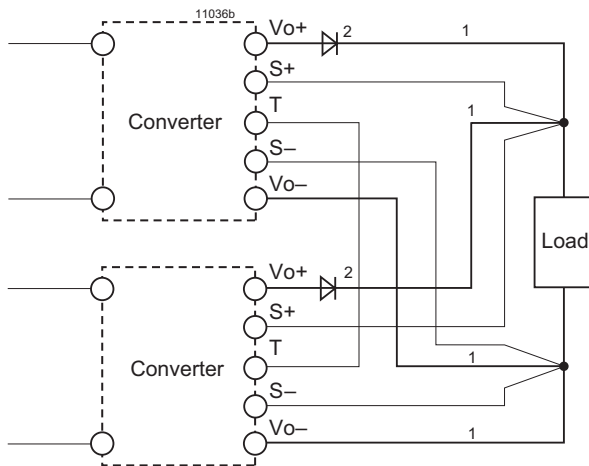 11036b
Vo+
2
1
S+
T
1
Converter
S–
Vo–
Load
Vo+
2
S+
T
1
Converter
S–
Vo–
1